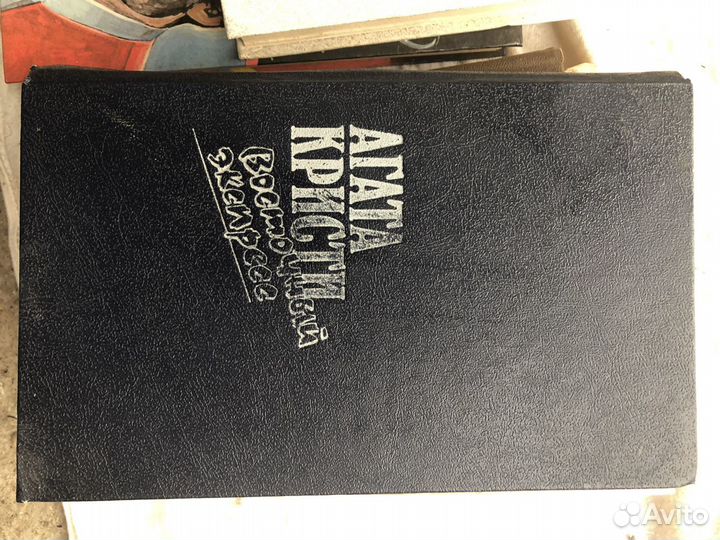 АГАТА
КРИСТИ
Восточный
экспресс
Avito